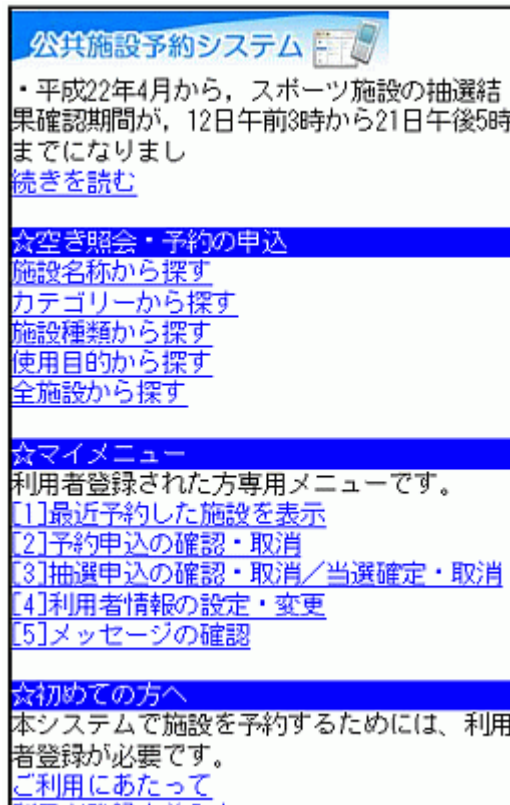 公共施設予約システム
・平成22年4月から，スポーツ施設の抽選結
果確認期間が，12日午前3時から21日午後5時
までになりまし
続きを読む
☆空き照会・予約の申込
施設名称から探す
カテゴリーから探す
施設種類から探す
使用目的から探す
全施設から探す
☆マイメニュー
利用者登録された方専用メニューです。
[1]最近予約した施設を表示
[2]予約申込の確認・取消
[3]抽選申込の確認・取消／当選確定・取消
[4]利用者情報の設定・変更
[5]メッセージの確認
☆初めての方へ
本システムで施設を予約するためには、利用
者登録が必要です。
ご利用にあたって